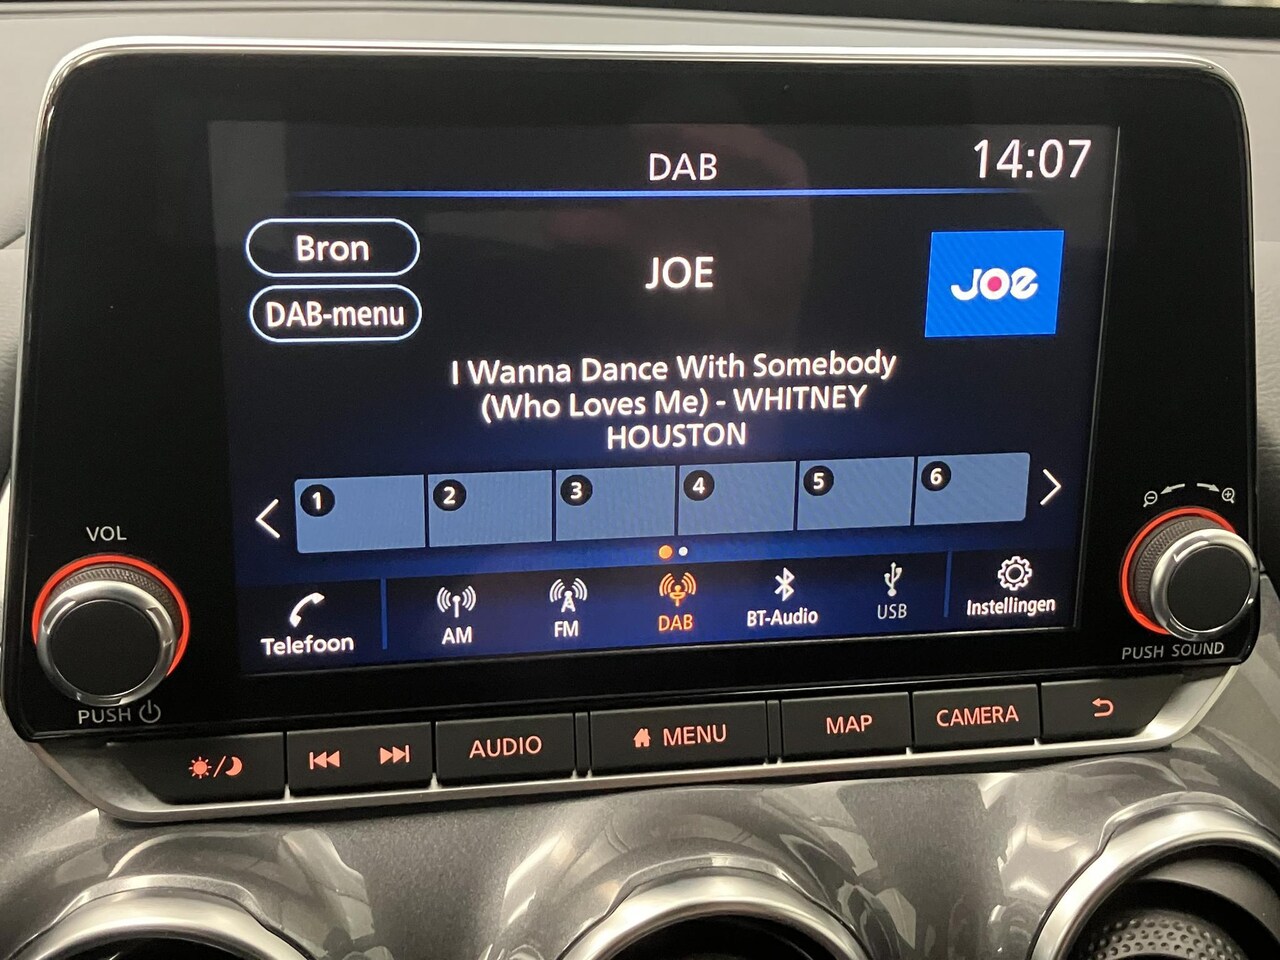 DAB
14:07
Bron
JOE
JOE
DAB-menu
I Wanna Dance With Somebody
(Who Loves Me) - WHITNEY
HOUSTON
1 2 3 4 5 6
Telefoon
AM
FM
DAB
BT-Audio
USB
Instellingen
VOL
PUSH
PUSH SOUND
AUDIO
MENU
MAP
CAMERA